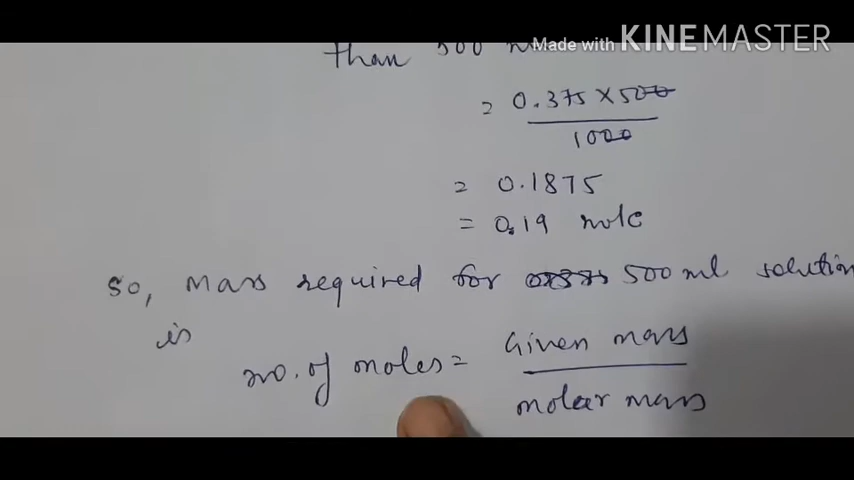 Made with KINEMASTER
than 500
= 0.375 × 500
1000
= 0.1875
= 0.19 mole
So, Mass required for 500 ml solution
is
no. of moles = Given mass
molar mass